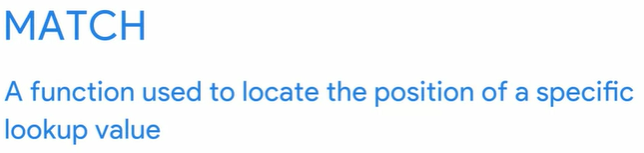 MATCH
A function used to locate the position of a specific
lookup value